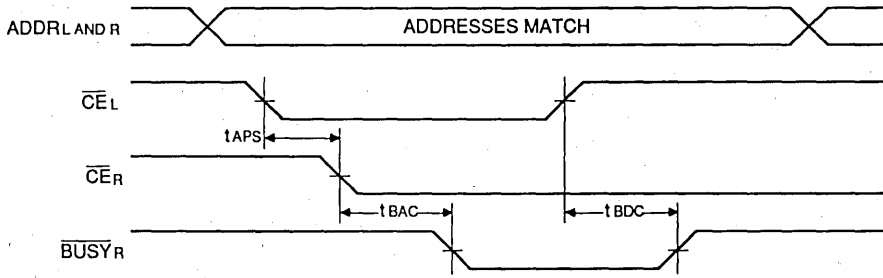 ADDRL AND R
ADDRESSES MATCH
CEL
tAPS
CER
tBAC
tBDC
BUSYR